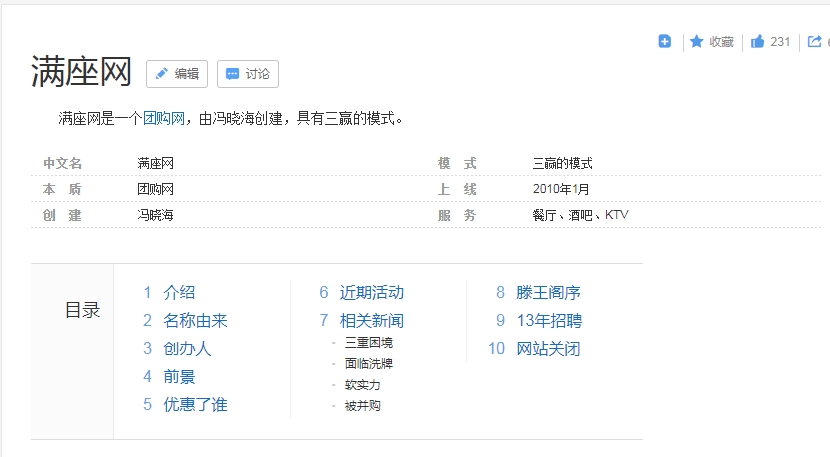 收藏 231
满座网 编辑 讨论
满座网是一个团购网，由冯晓海创建，具有三赢的模式。
中文名 满座网 模 式 三赢的模式
本 质 团购网 上 线 2010年1月
创 建 冯晓海 服 务 餐厅、酒吧、KTV
目录
1 介绍
2 名称由来
3 创办人
4 前景
5 优惠了谁
6 近期活动
7 相关新闻
- 三重困境
- 面临洗牌
- 软实力
- 被并购
8 滕王阁序
9 13年招聘
10 网站关闭